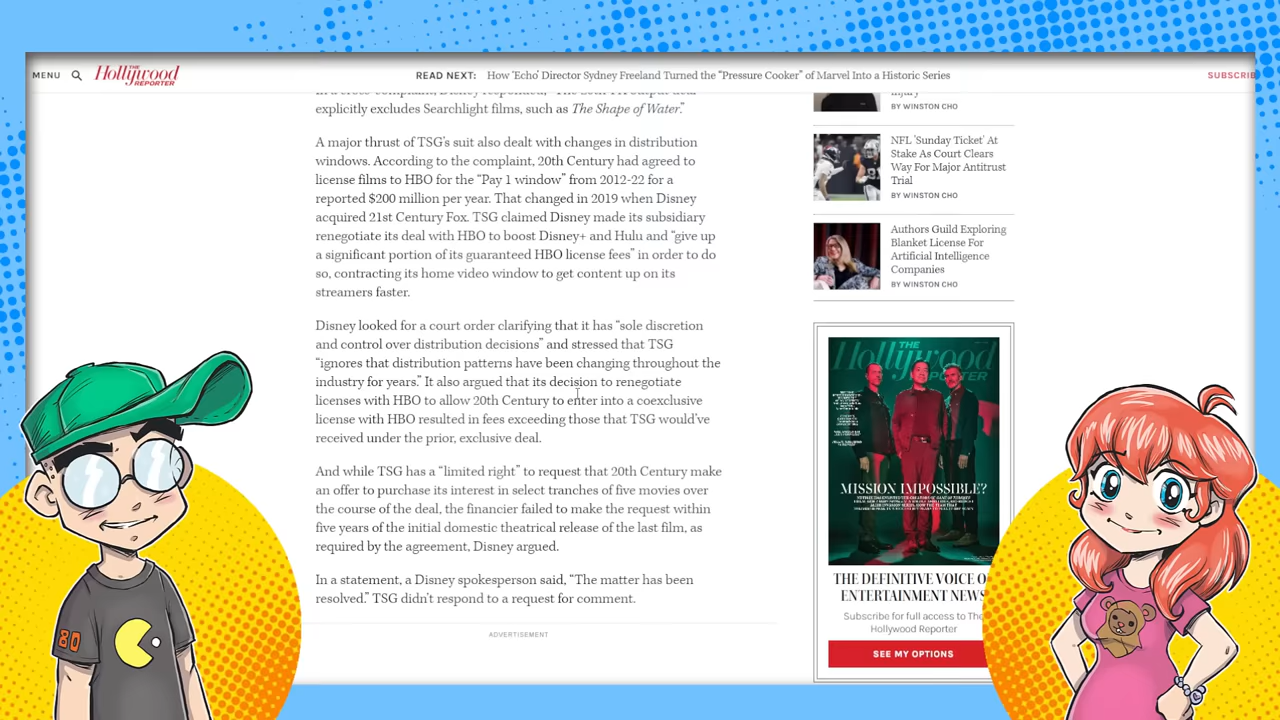 MENU
THE
Hollywood
REPORTER
READ NEXT: How 'Echo' Director Sydney Freeland Turned the "Pressure Cooker" of Marvel Into a Historic Series
SUBSCRIB
explicitly excludes Searchlight films, such as The Shape of Water."
A major thrust of TSG's suit also dealt with changes in distribution
windows. According to the complaint, 20th Century had agreed to
license films to HBO for the "Pay 1 window" from 2012-22 for a
reported $200 million per year. That changed in 2019 when Disney
acquired 21st Century Fox. TSG claimed Disney made its subsidiary
renegotiate its deal with HBO to boost Disney+ and Hulu and "give up
a significant portion of its guaranteed HBO license fees" in order to do
so, contracting its home video window to get content up on its
streamers faster.
Disney looked for a court order clarifying that it has "sole discretion
and control over distribution decisions" and stressed that TSG
"ignores that distribution patterns have been changing throughout the
industry for years." It also argued that its decision to renegotiate
licenses with HBO to allow 20th Century to enter into a coexclusive
license with HBO resulted in fees exceeding those that TSG would've
received under the prior, exclusive deal.
And while TSG has a "limited right" to request that 20th Century make
an offer to purchase its interest in select tranches of five movies over
the course of the deal, the financier failed to make the request within
five years of the initial domestic theatrical release of the last film, as
required by the agreement, Disney argued.
In a statement, a Disney spokesperson said, "The matter has been
resolved." TSG didn't respond to a request for comment.
ADVERTISEMENT
Injury
BY WINSTON CHO
NFL 'Sunday Ticket' At
Stake As Court Clears
Way For Major Antitrust
Trial
BY WINSTON CHO
Authors Guild Exploring
Blanket License For
Artificial Intelligence
Companies
BY WINSTON CHO
THE
Hollywood
REPORTER
MISSION IMPOSSIBLE?
THE DEFINITIVE VOICE O
ENTERTAINMENT NEWS
Subscribe for full access to The
Hollywood Reporter
SEE MY OPTIONS
80